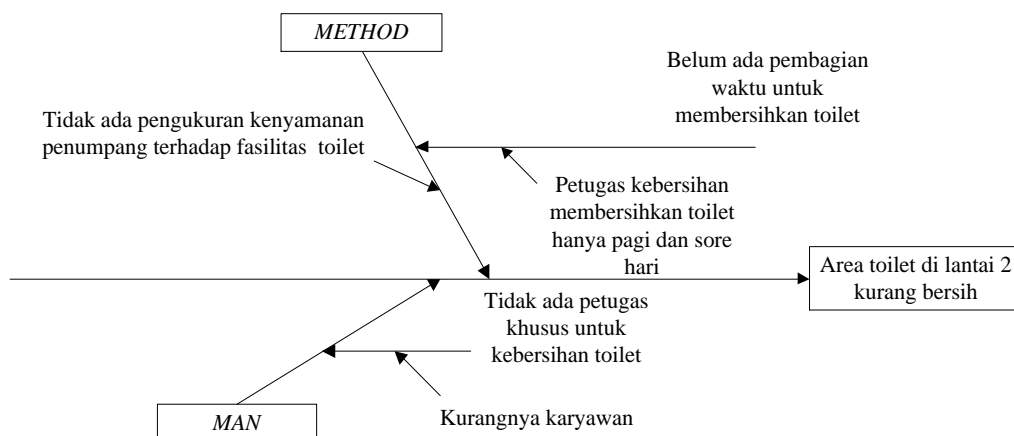 METHOD
Belum ada pembagian
waktu untuk
membersihkan toilet
Tidak ada pengukuran kenyamanan
penumpang terhadap fasilitas toilet
Petugas kebersihan
membersihkan toilet
hanya pagi dan sore
hari
Area toilet di lantai 2
kurang bersih
Tidak ada petugas
khusus untuk
kebersihan toilet
Kurangnya karyawan
MAN